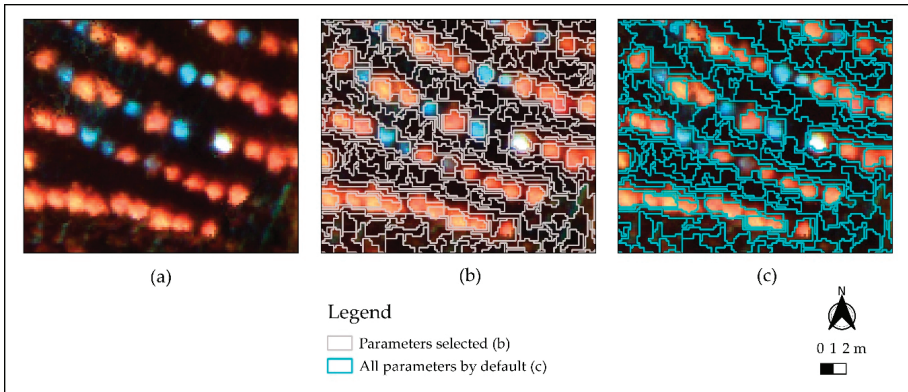 (a)
(b)
(c)
Legend
Parameters selected (b)
All parameters by default (c)
N
0 1 2 m